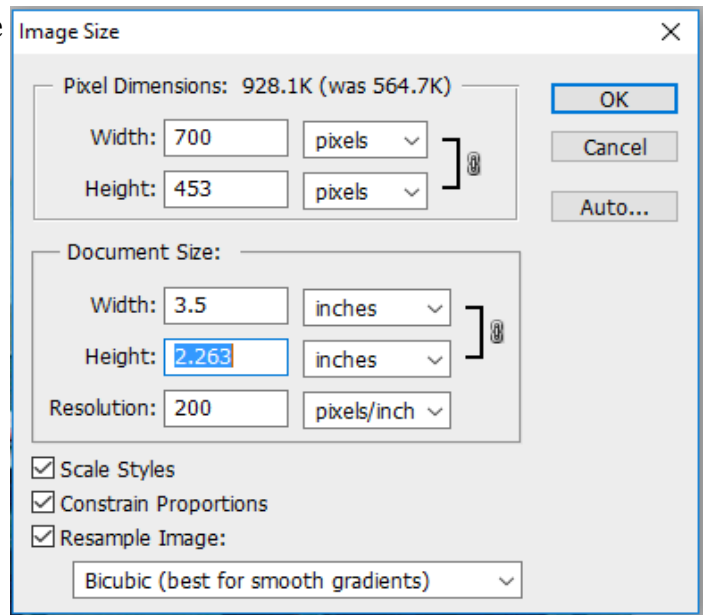 e
Image Size
Pixel Dimensions: 928.1K (was 564.7K)
OK
Width: 700 pixels
Cancel
Height: 453 pixels
Auto...
Document Size:
Width: 3.5 inches
Height: 2.263 inches
Resolution: 200 pixels/inch
Scale Styles
Constrain Proportions
Resample Image:
Bicubic (best for smooth gradients)